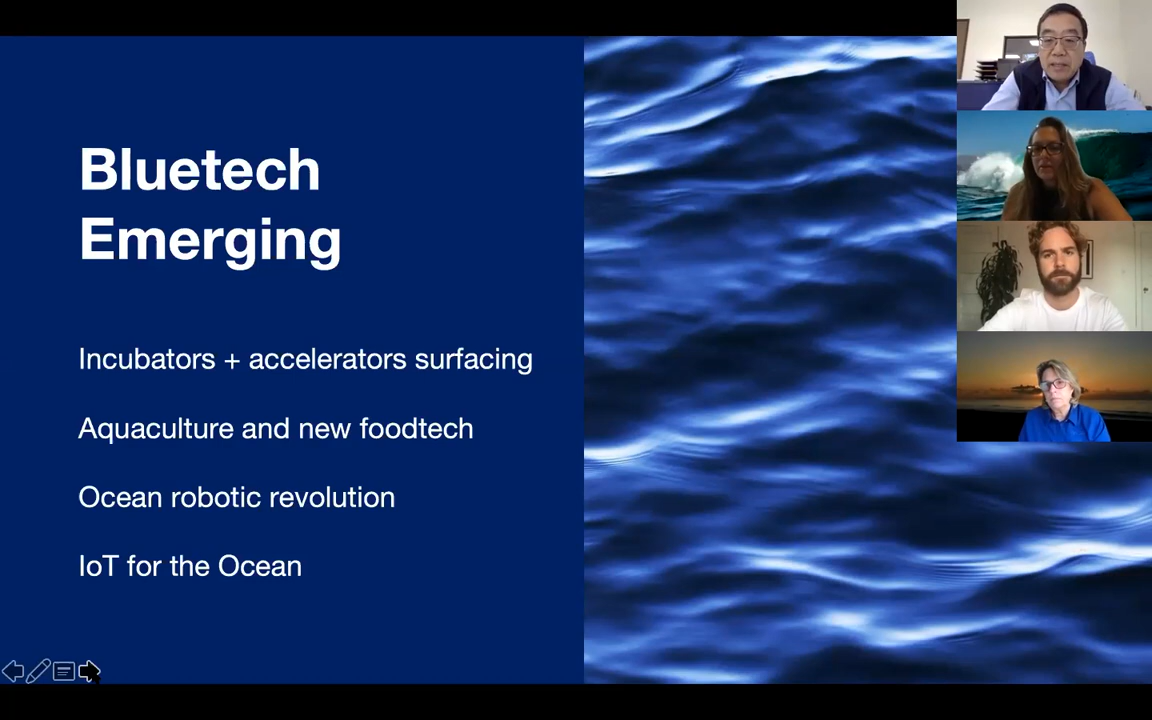 Bluetech
Emerging
Incubators + accelerators surfacing
Aquaculture and new foodtech
Ocean robotic revolution
IoT for the Ocean